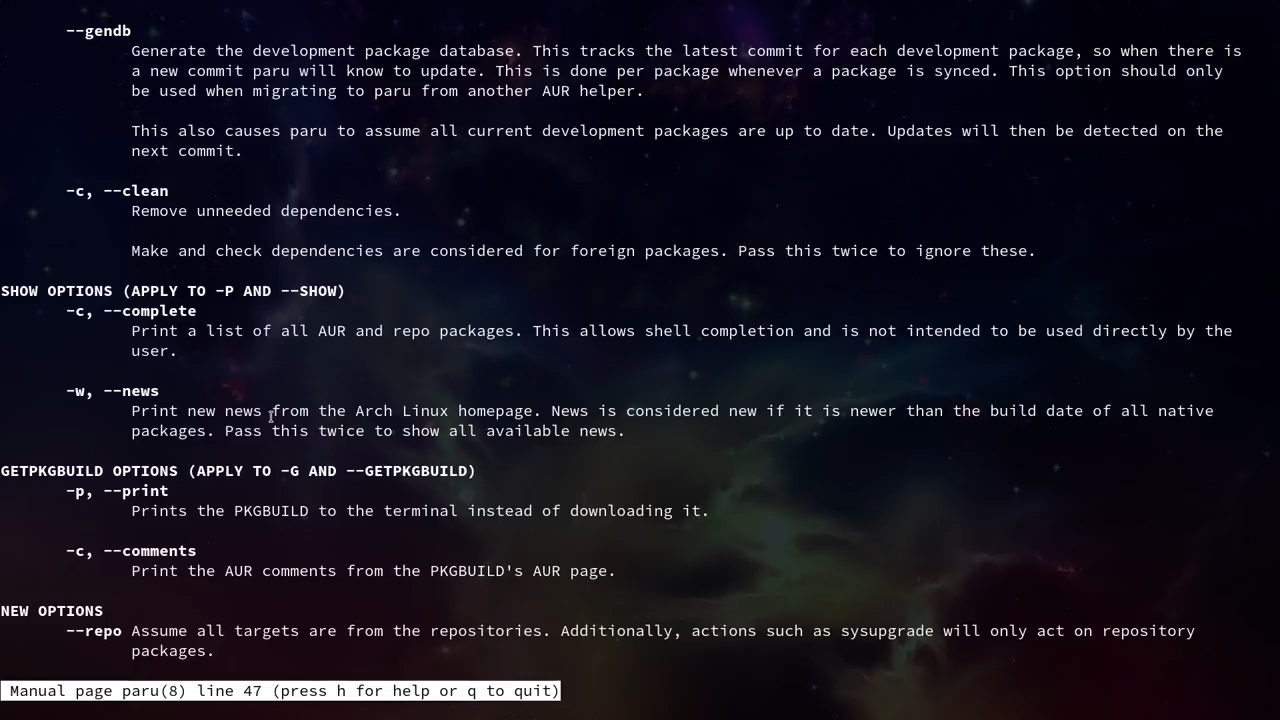 --gendb
Generate the development package database. This tracks the latest commit for each development package, so when there is
a new commit paru will know to update. This is done per package whenever a package is synced. This option should only
be used when migrating to paru from another AUR helper.
This also causes paru to assume all current development packages are up to date. Updates will then be detected on the
next commit.
-c, --clean
Remove unneeded dependencies.
Make and check dependencies are considered for foreign packages. Pass this twice to ignore these.
SHOW OPTIONS (APPLY TO -P AND --SHOW)
-c, --complete
Print a list of all AUR and repo packages. This allows shell completion and is not intended to be used directly by the
user.
-w, --news
Print new news from the Arch Linux homepage. News is considered new if it is newer than the build date of all native
packages. Pass this twice to show all available news.
GETPKGBUILD OPTIONS (APPLY TO -G AND --GETPKGBUILD)
-p, --print
Prints the PKGBUILD to the terminal instead of downloading it.
-c, --comments
Print the AUR comments from the PKGBUILD's AUR page.
NEW OPTIONS
--repo Assume all targets are from the repositories. Additionally, actions such as sysupgrade will only act on repository
packages.
Manual page paru(8) line 47 (press h for help or q to quit)